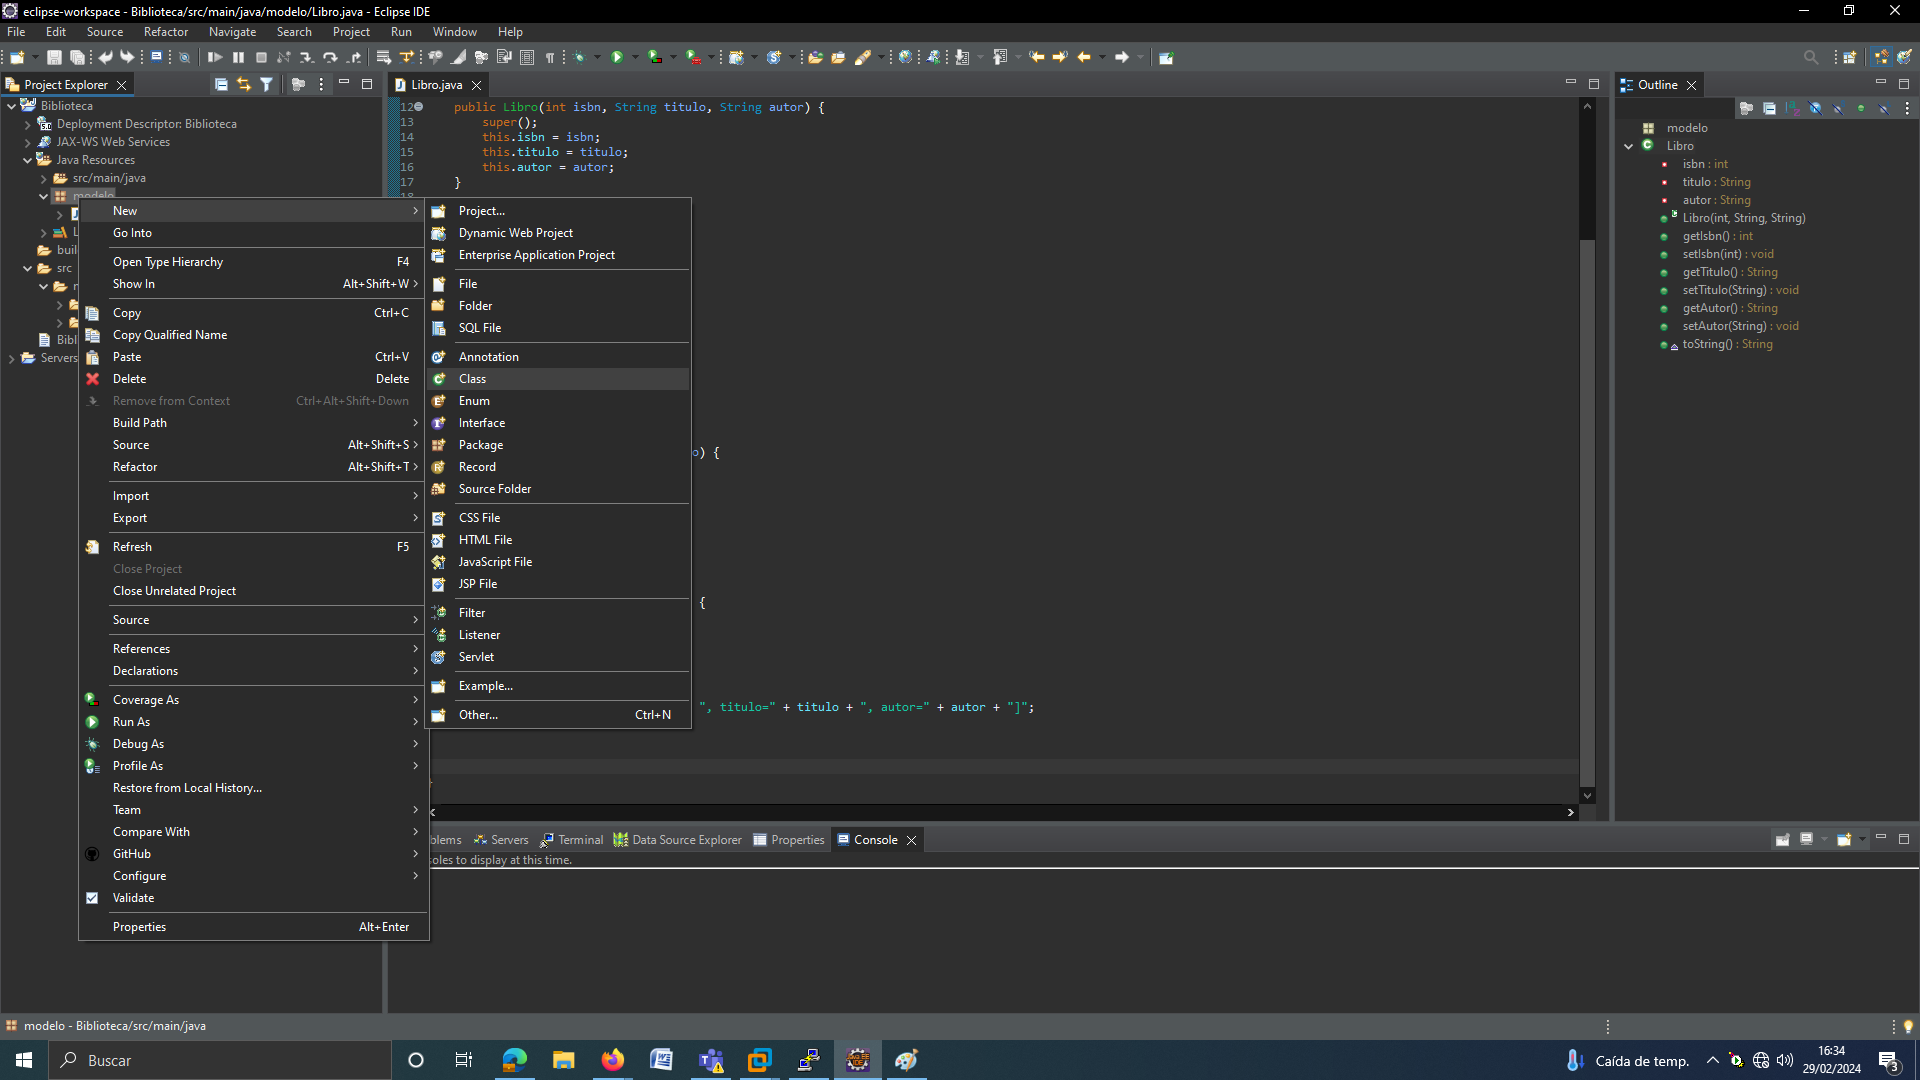 eclipse-workspace - Biblioteca/src/main/java/modelo/Libro.java - Eclipse IDE
File Edit Source Refactor Navigate Search Project Run Window Help
Project Explorer
Biblioteca
Deployment Descriptor: Biblioteca
JAX-WS Web Services
Java Resources
src/main/java
modelo
L
buil
src
Bibl
Servers
New
Go Into
Open Type Hierarchy F4
Show In Alt+Shift+W
Copy Ctrl+C
Copy Qualified Name
Paste Ctrl+V
Delete Delete
Remove from Context Ctrl+Alt+Shift+Down
Build Path
Source Alt+Shift+S
Refactor Alt+Shift+T
Import
Export
Refresh F5
Close Project
Close Unrelated Project
Source
References
Declarations
Coverage As
Run As
Debug As
Profile As
Restore from Local History...
Team
Compare With
GitHub
Configure
Validate
Properties Alt+Enter
Project...
Dynamic Web Project
Enterprise Application Project
File
Folder
SQL File
Annotation
Class
Enum
Interface
Package
Record
Source Folder
CSS File
HTML File
JavaScript File
JSP File
Filter
Listener
Servlet
Example...
Other... Ctrl+N
Libro.java
12 public Libro(int isbn, String titulo, String autor) {
13 super();
14 this.isbn = isbn;
15 this.titulo = titulo;
16 this.autor = autor;
17 }
o) {
{
", titulo=" + titulo + ", autor=" + autor + "]";
Outline
modelo
Libro
isbn : int
titulo : String
autor : String
Libro(int, String, String)
getIsbn() : int
setIsbn(int) : void
getTitulo() : String
setTitulo(String) : void
getAutor() : String
setAutor(String) : void
toString() : String
blems Servers Terminal Data Source Explorer Properties Console
soles to display at this time.
modelo - Biblioteca/src/main/java
Buscar
Caída de temp.
16:34
29/02/2024
3